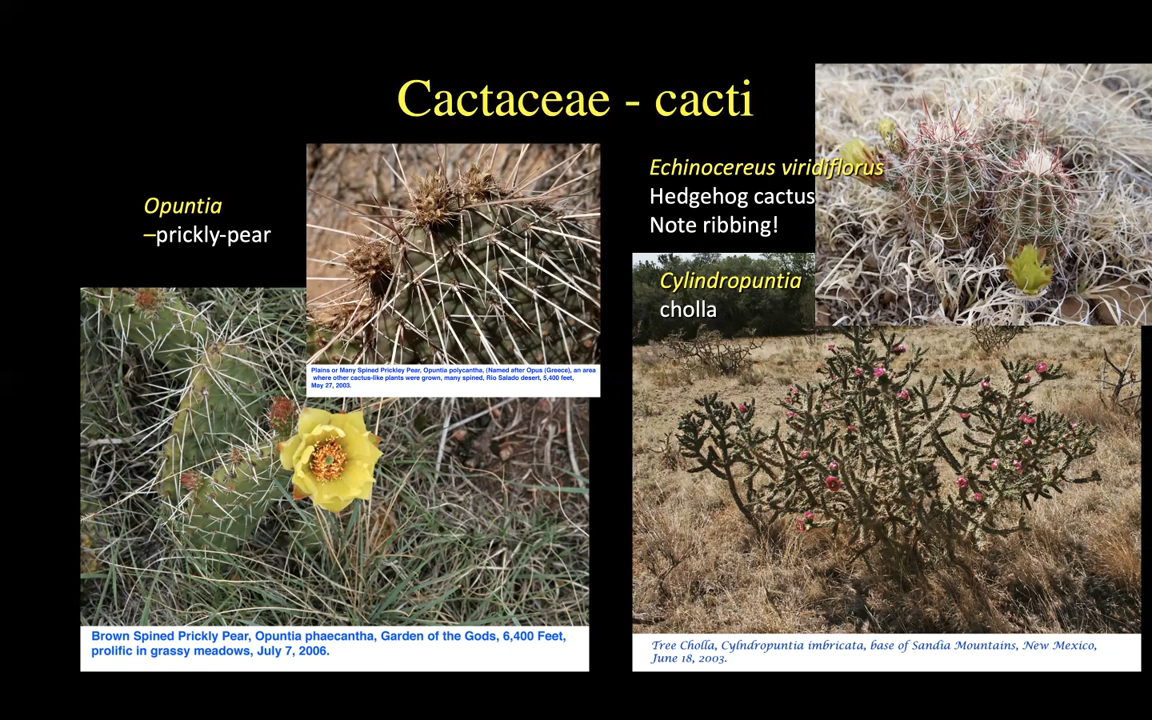 Cactaceae - cacti
Opuntia
–prickly-pear
Echinocereus viridiflorus
Hedgehog cactus
Note ribbing!
Cylindropuntia
cholla
Plains or Many Spined Prickley Pear, Opuntia polycantha, (Named after Opus (Greece), an area
where other cactus-like plants were grown, many spined, Rio Salado desert, 5,400 feet,
May 27, 2003.
Brown Spined Prickly Pear, Opuntia phaecantha, Garden of the Gods, 6,400 Feet,
prolific in grassy meadows, July 7, 2006.
Tree Cholla, Cylndropuntia imbricata, base of Sandia Mountains, New Mexico,
June 18, 2003.